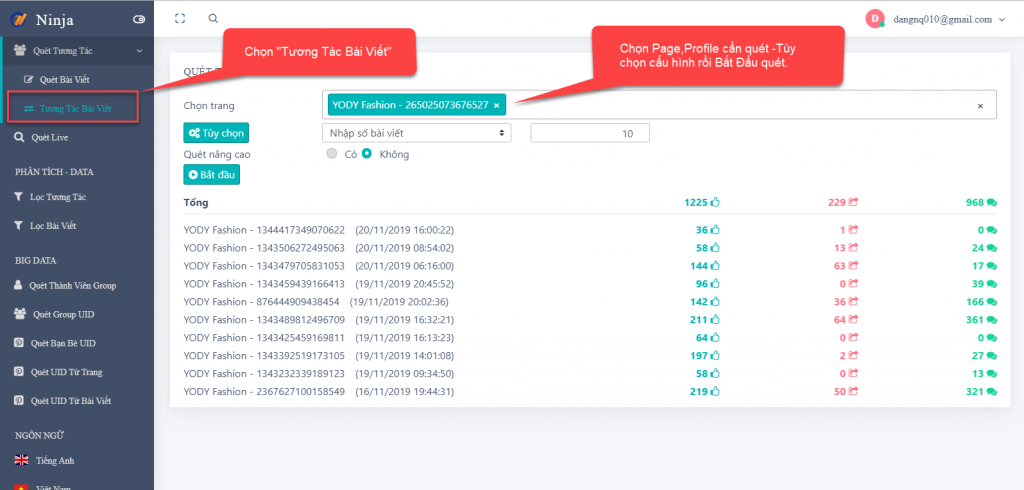 Ninja
dangnq010@gmail.com
D
Quét Tương Tác
Quét Bài Viết
Tương Tác Bài Viết
Quét Live
PHÂN TÍCH - DATA
Lọc Tương Tác
Lọc Bài Viết
BIG DATA
Quét Thành Viên Group
Quét Group UID
Quét Bạn Bè UID
Quét UID Từ Trang
Quét UID Từ Bài Viết
NGÔN NGỮ
Tiếng Anh
Việt Nam
Chọn "Tương Tác Bài Viết"
Chọn Page,Profile cần quét -Tùy
chọn cấu hình rồi Bắt Đầu quét.
Chọn trang
YODY Fashion - 265025073676527 ×
×
Tùy chọn
Nhập số bài viết
10
Quét nâng cao
Có
Không
Bắt đầu
Tổng 1225 229 968
YODY Fashion - 1344417349070622 (20/11/2019 16:00:22) 36 1 0
YODY Fashion - 1343506272495063 (20/11/2019 08:54:02) 58 13 24
YODY Fashion - 1343479705831053 (20/11/2019 06:16:00) 144 63 17
YODY Fashion - 1343459439166413 (19/11/2019 20:45:52) 96 0 39
YODY Fashion - 876444909438454 (19/11/2019 20:02:36) 142 36 166
YODY Fashion - 1343489812496709 (19/11/2019 16:32:21) 211 64 361
YODY Fashion - 1343425459169811 (19/11/2019 16:13:23) 64 0 0
YODY Fashion - 1343392519173105 (19/11/2019 14:01:08) 197 2 27
YODY Fashion - 1343232339189123 (19/11/2019 09:34:50) 58 0 13
YODY Fashion - 2367627100158549 (16/11/2019 19:44:31) 219 50 321